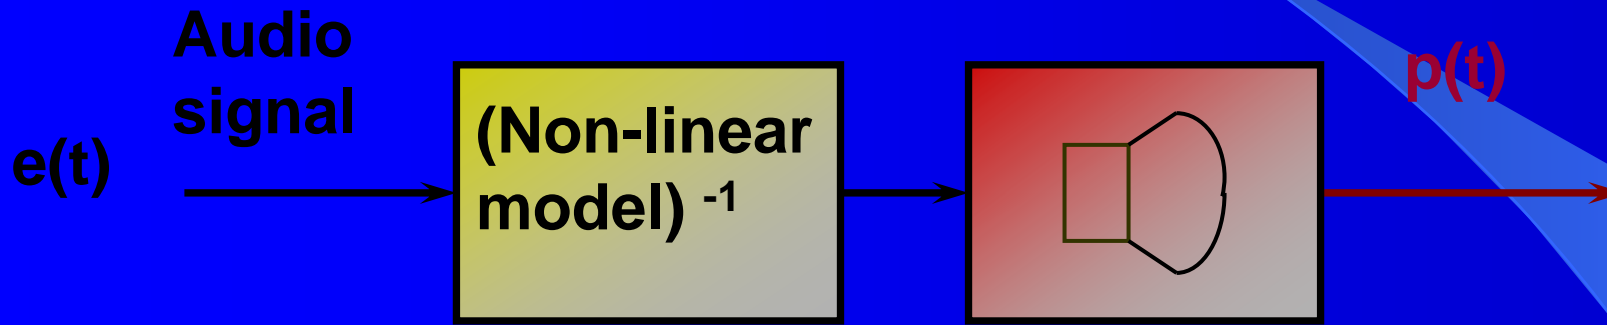 Audio
signal
e(t)
(Non-linear
model) -1
p(t)